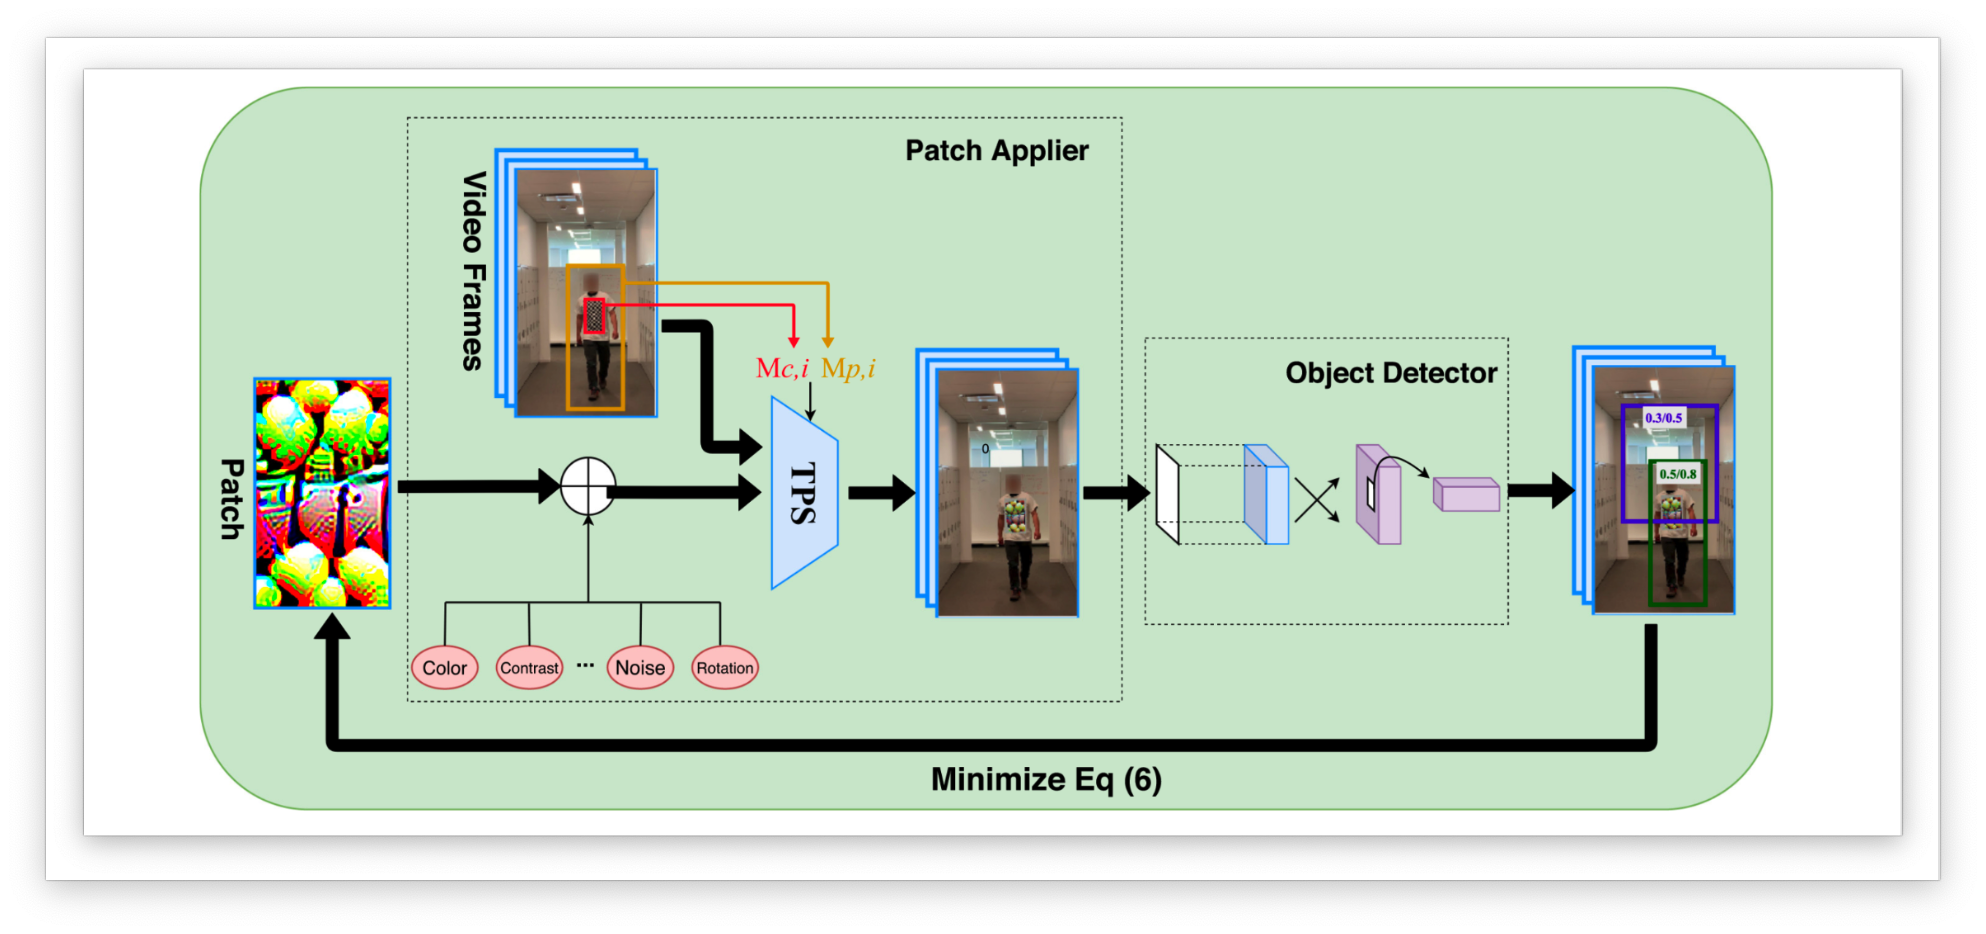 Patch Applier
Video Frames
Mc,i Mp,i
Patch
TPS
Color
Contrast
...
Noise
Rotation
0
Object Detector
0.3/0.5
0.5/0.8
Minimize Eq (6)